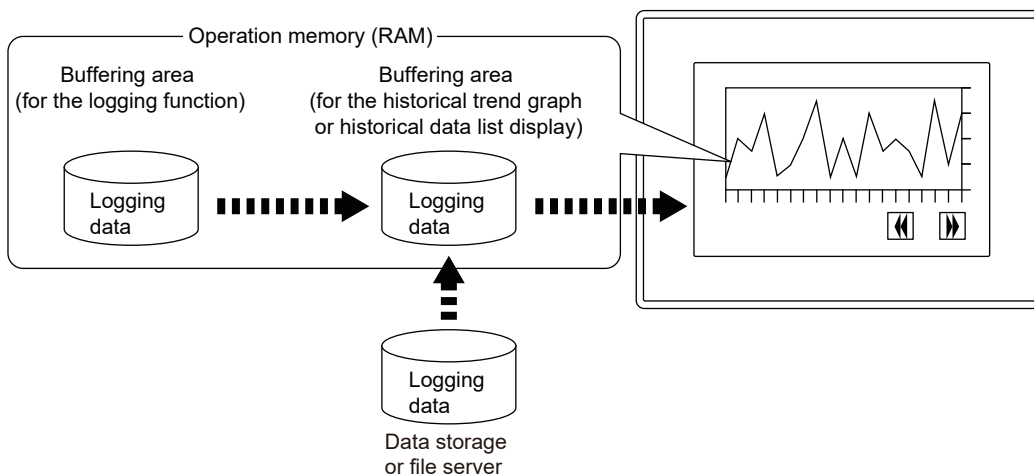 Operation memory (RAM)
Buffering area
(for the logging function)
Buffering area
(for the historical trend graph
or historical data list display)
Logging
data
Logging
data
Logging
data
Data storage
or file server